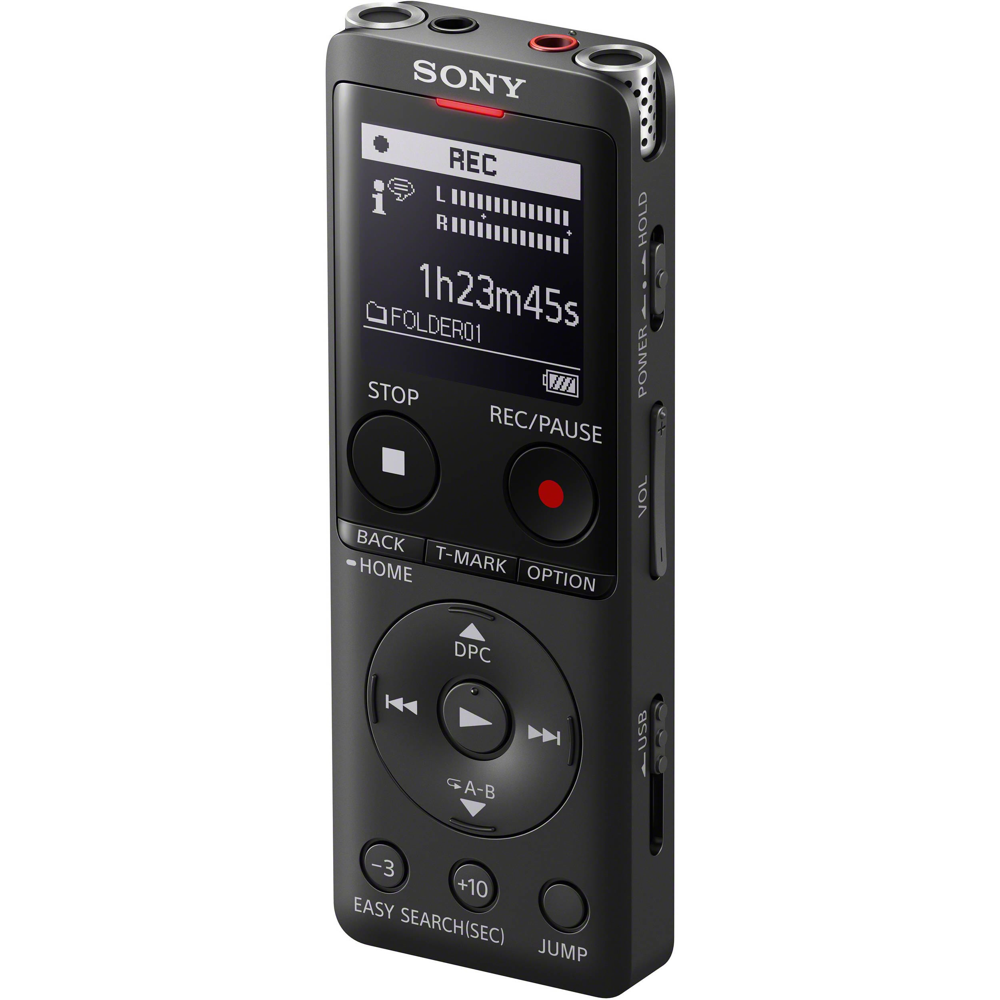 SONY
REC
L
R
1h23m45s
FOLDER01
STOP
REC/PAUSE
BACK
T-MARK
OPTION
HOME
DPC
A-B
-3
+10
EASY SEARCH(SEC)
JUMP
HOLD
POWER
+
VOL
-
USB